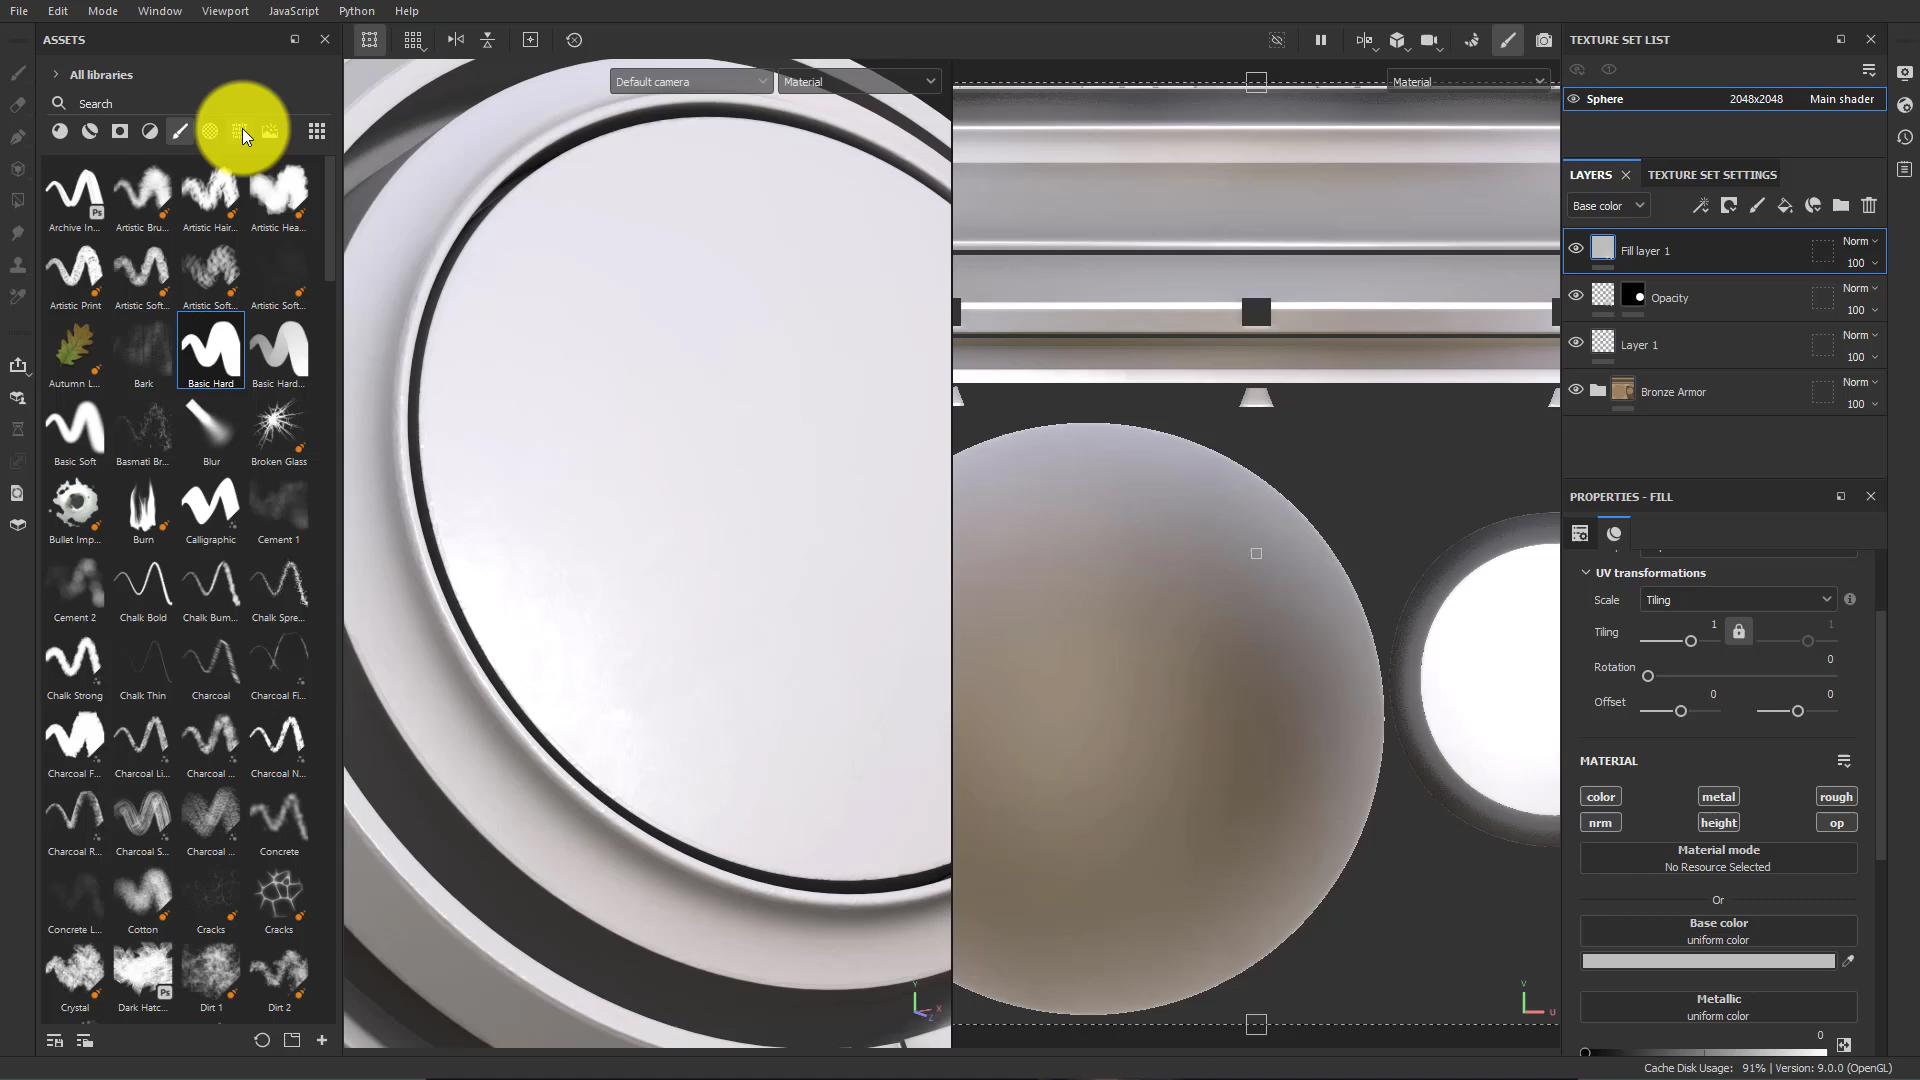 File Edit Mode Window Viewport JavaScript Python Help
ASSETS
All libraries
Search
Archive In... Artistic Bru... Artistic Hair... Artistic Hea...
Artistic Print Artistic Soft... Artistic Soft... Artistic Soft...
Autumn L... Bark Basic Hard Basic Hard...
Basic Soft Basmati Br... Blur Broken Glass
Bullet Imp... Burn Calligraphic Cement 1
Cement 2 Chalk Bold Chalk Bum... Chalk Spre...
Chalk Strong Chalk Thin Charcoal Charcoal Fi...
Charcoal F... Charcoal Li... Charcoal ... Charcoal N...
Charcoal R... Charcoal S... Charcoal ... Concrete
Concrete L... Cotton Cracks Cracks
Crystal Dark Hatc... Dirt 1 Dirt 2
Ps
Ps
Default camera Material
Material
Y X Z
V U
TEXTURE SET LIST
Sphere 2048x2048 Main shader
LAYERS TEXTURE SET SETTINGS
Base color
Fill layer 1 Norm
100
Opacity Norm
100
Layer 1 Norm
100
Bronze Armor Norm
100
PROPERTIES - FILL
UV transformations
Scale Tiling
Tiling 1 1
Rotation 0
Offset 0 0
MATERIAL
color metal rough
nrm height op
Material mode
No Resource Selected
Or
Base color
uniform color
Metallic
uniform color
0
Cache Disk Usage: 91% | Version: 9.0.0 (OpenGL)